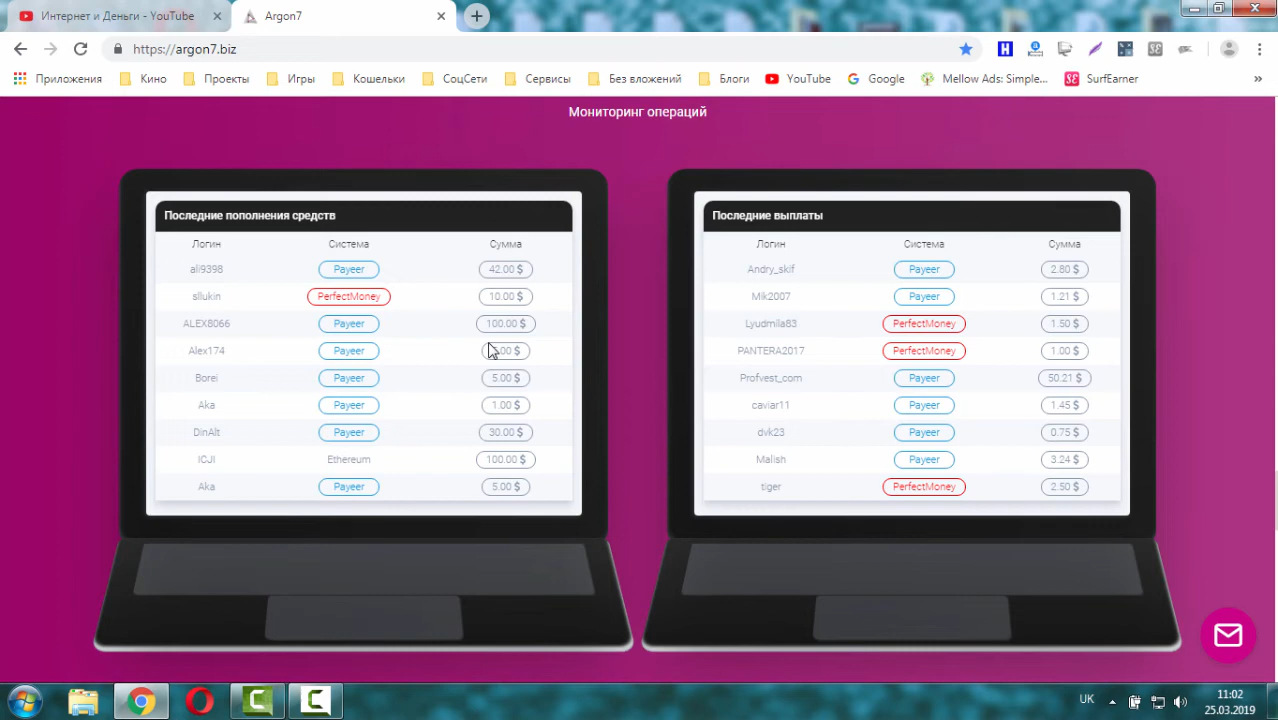 Интернет и Деньги - YouTube
Argon7
https://argon7.biz
Приложения Кино Проекты Игры Кошельки СоцСети Сервисы Без вложений Блоги YouTube Google Mellow Ads: Simple... SurfEarner »
Мониторинг операций
Последние пополнения средств
Логин Система Сумма
ali9398 Payeer 42.00 $
sllukin PerfectMoney 10.00 $
ALEX8066 Payeer 100.00 $
Alex174 Payeer .00 $
Borei Payeer 5.00 $
Aka Payeer 1.00 $
DinAlt Payeer 30.00 $
ICJI Ethereum 100.00 $
Aka Payeer 5.00 $
Последние выплаты
Логин Система Сумма
Andry_skif Payeer 2.80 $
Mik2007 Payeer 1.21 $
Lyudmila83 PerfectMoney 1.50 $
PANTERA2017 PerfectMoney 1.00 $
Profvest_com Payeer 50.21 $
caviar11 Payeer 1.45 $
dvk23 Payeer 0.75 $
Malish Payeer 3.24 $
tiger PerfectMoney 2.50 $
UK
11:02
25.03.2019